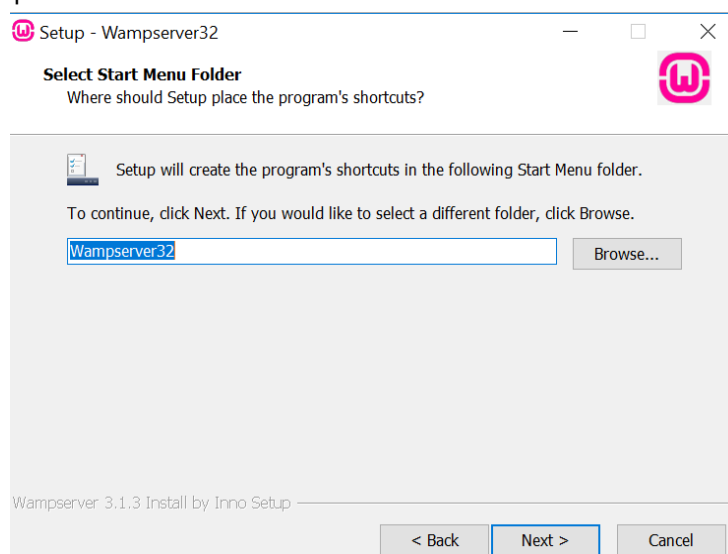 Setup - Wampserver32
Select Start Menu Folder
Where should Setup place the program's shortcuts?
Setup will create the program's shortcuts in the following Start Menu folder.
To continue, click Next. If you would like to select a different folder, click Browse.
Wampserver32
Browse...
Wampserver 3.1.3 Install by Inno Setup
< Back
Next >
Cancel